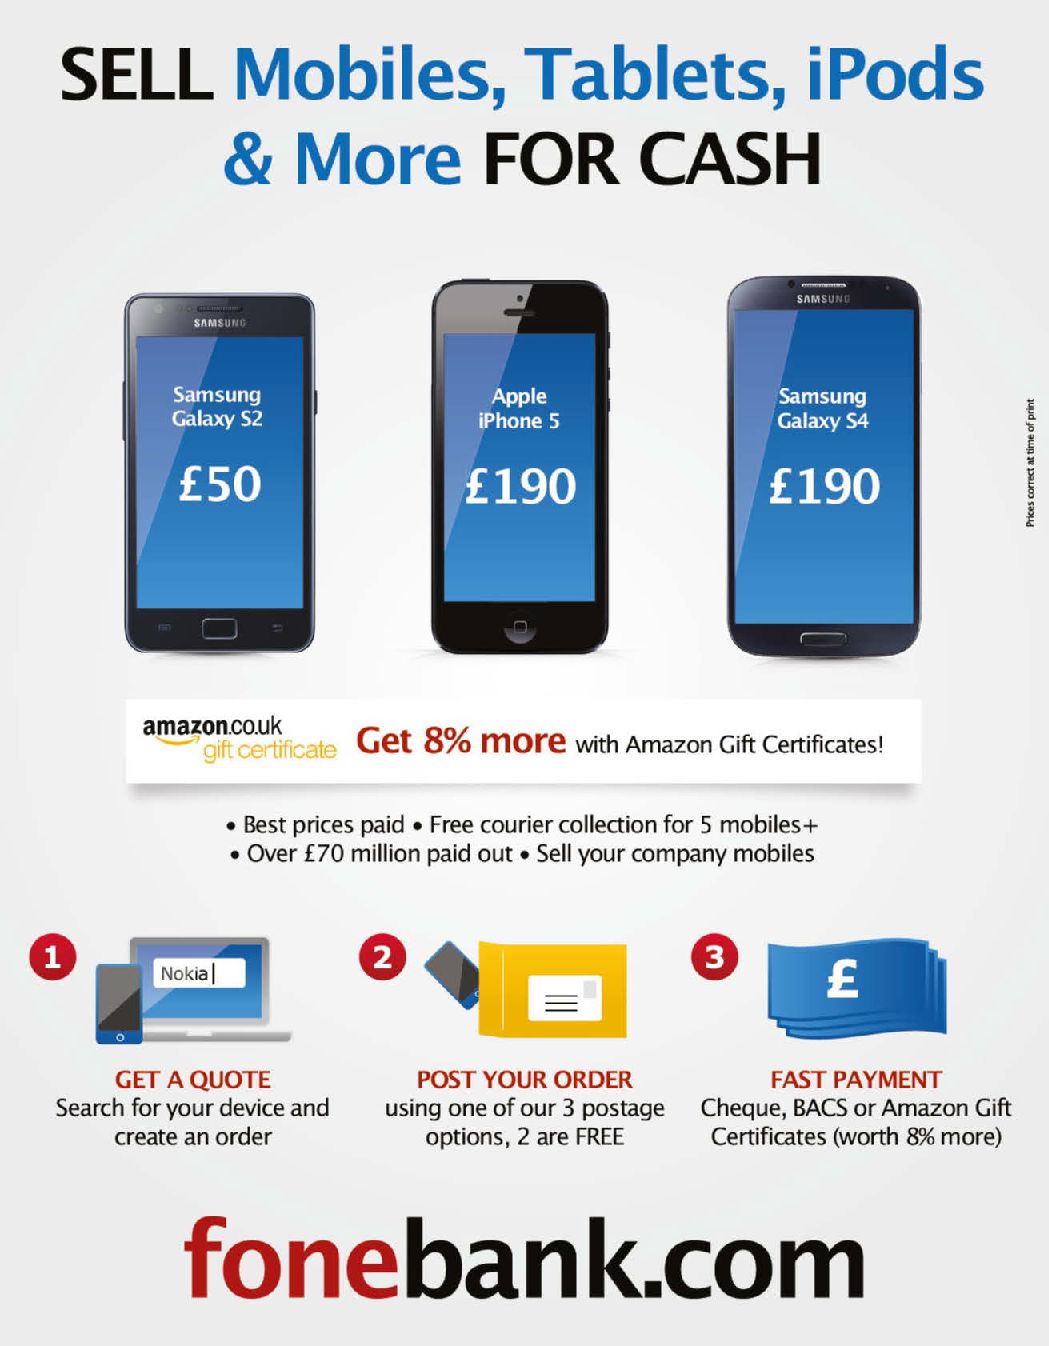 SELL Mobiles, Tablets, iPods
& More FOR CASH
SAMSUNG
Samsung
Galaxy S2
£50
Apple
iPhone 5
£190
SAMSUNG
Samsung
Galaxy S4
£190
Prices correct at time of print
amazon.co.uk
gift certificate
Get 8% more with Amazon Gift Certificates!
• Best prices paid • Free courier collection for 5 mobiles+
• Over £70 million paid out • Sell your company mobiles
1
Nokia|
GET A QUOTE
Search for your device and
create an order
2
POST YOUR ORDER
using one of our 3 postage
options, 2 are FREE
3
£
FAST PAYMENT
Cheque, BACS or Amazon Gift
Certificates (worth 8% more)
fonebank.com